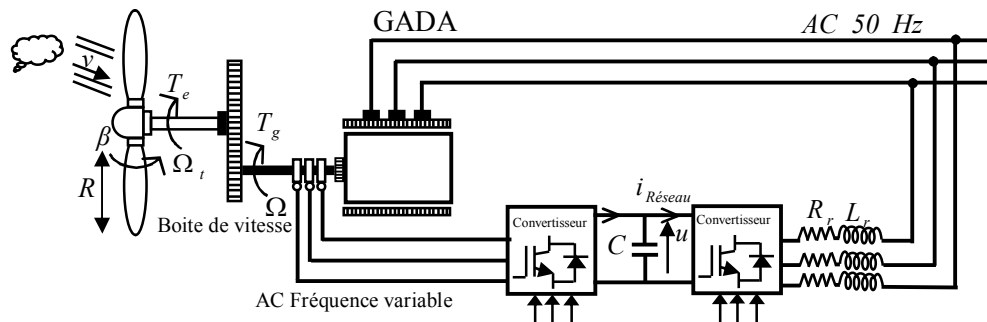 GADA
AC 50 Hz
v
T_e
β
Ω_t
R
T_g
Ω
Boite de vitesse
AC Fréquence variable
Convertisseur
i_Réseau
C
u
Convertisseur
R_r L_r